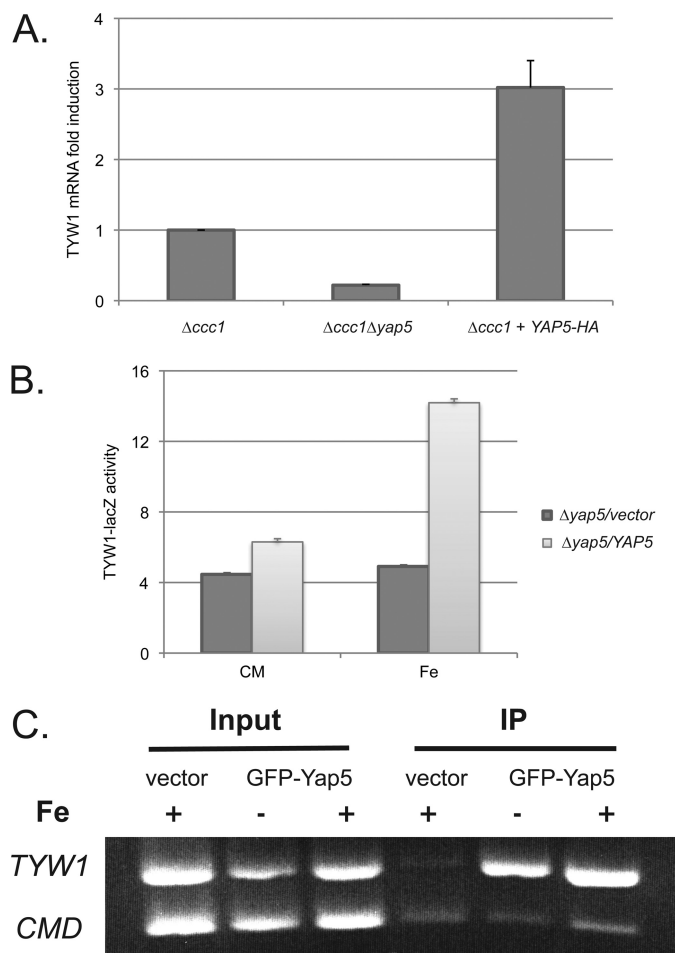 A.
4
3
2
1
0
TYW1 mRNA fold induction
Δccc1
Δccc1Δyap5
Δccc1 + YAP5-HA
B.
16
12
8
4
0
TYW1-lacZ activity
CM
Fe
Δyap5/vector
Δyap5/YAP5
C.
Input
IP
vector
GFP-Yap5
vector
GFP-Yap5
Fe
+
-
+
+
-
+
TYW1
CMD